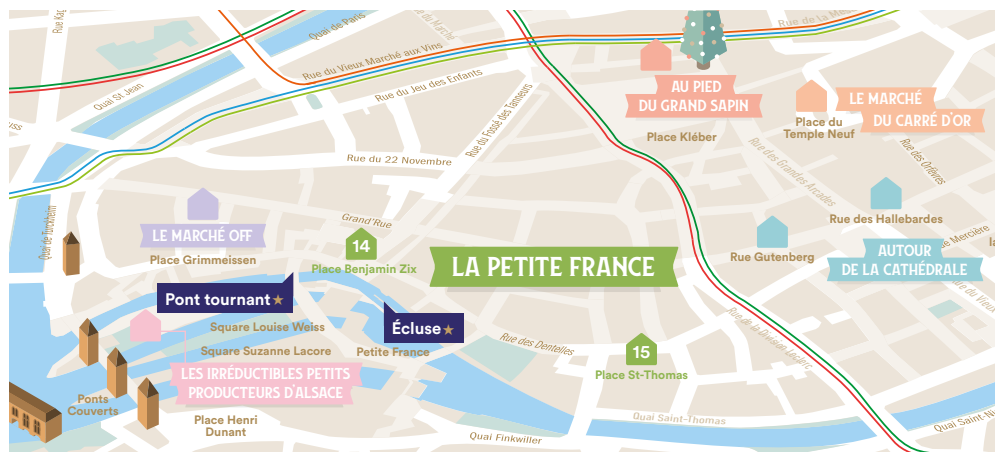 Quai de Paris
Rue du Vieux Marché aux Vins
Rue du Jeu des Enfants
Quai St Jean
Rue du Fossé des Tanneurs
Rue du 22 Novembre
AU PIED
DU GRAND SAPIN
Place Kléber
LE MARCHÉ
DU CARRÉ D'OR
Place du
Temple Neuf
Rue des Orfèvres
Rue des Grandes Arcades
Rue des Hallebardes
Rue Gutenberg
AUTOUR
DE LA CATHÉDRALE
Quai de Turckheim
LE MARCHÉ OFF
Place Grimmeissen
Grand'Rue
14
Place Benjamin Zix
LA PETITE FRANCE
Pont tournant
Square Louise Weiss
Square Suzanne Lacore
Écluse
Petite France
LES IRRÉDUCTIBLES PETITS
PRODUCTEURS D'ALSACE
Rue des Dentelles
15
Place St-Thomas
Rue de la Division Leclerc
Ponts
Couverts
Place Henri
Dunant
Quai Finkwiller
Quai Saint-Thomas